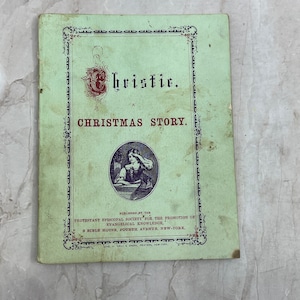 Christie.
A
CHRISTMAS STORY.
PUBLISHED BY THE
PROTESTANT EPISCOPAL SOCIETY FOR THE PROMOTION OF
EVANGELICAL KNOWLEDGE,
2 BIBLE HOUSE, FOURTH AVENUE, NEW-YORK.